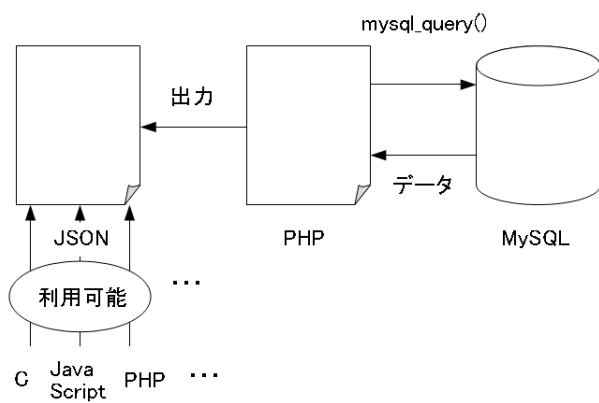 mysql_query()
出力
データ
JSON
PHP
MySQL
利用可能
...
C
Java
Script
PHP
...